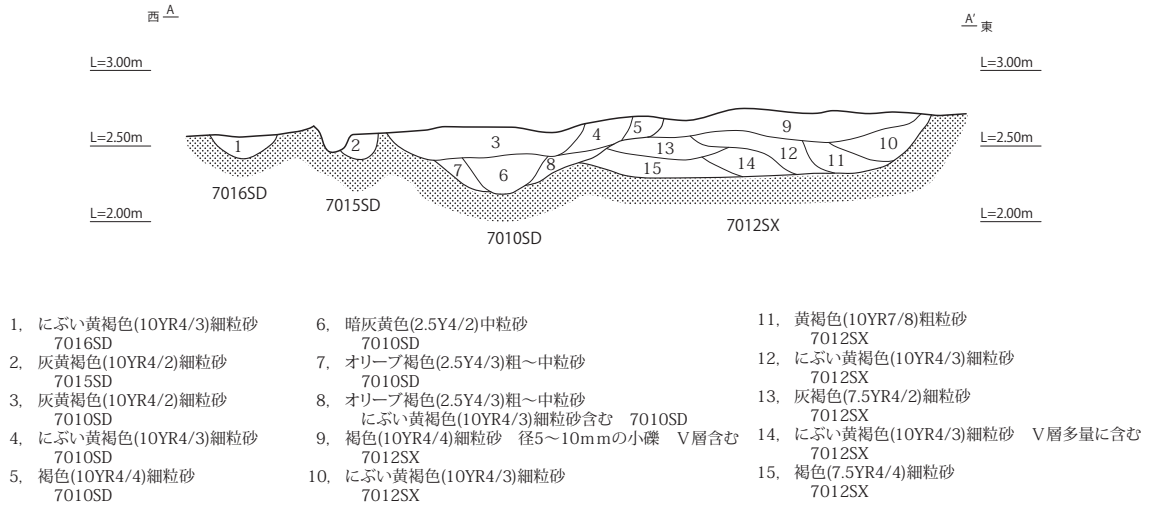 西 A
A' 東
L=3.00m
L=3.00m
L=2.50m
L=2.50m
L=2.00m
L=2.00m
1
2
3
4
5
6
7
8
9
10
11
12
13
14
15
7016SD
7015SD
7010SD
7012SX
1, にぶい黄褐色(10YR4/3)細粒砂
7016SD
2, 灰黄褐色(10YR4/2)細粒砂
7015SD
3, 灰黄褐色(10YR4/2)細粒砂
7010SD
4, にぶい黄褐色(10YR4/3)細粒砂
7010SD
5, 褐色(10YR4/4)細粒砂
7010SD
6, 暗灰黄色(2.5Y4/2)中粒砂
7010SD
7, オリーブ褐色(2.5Y4/3)粗～中粒砂
7010SD
8, オリーブ褐色(2.5Y4/3)粗～中粒砂
にぶい黄褐色(10YR4/3)細粒砂含む 7010SD
9, 褐色(10YR4/4)細粒砂 径5～10mmの小礫 Ⅴ層含む
7012SX
10, にぶい黄褐色(10YR4/3)細粒砂
7012SX
11, 黄褐色(10YR7/8)粗粒砂
7012SX
12, にぶい黄褐色(10YR4/3)細粒砂
7012SX
13, 灰褐色(7.5YR4/2)細粒砂
7012SX
14, にぶい黄褐色(10YR4/3)細粒砂 Ⅴ層多量に含む
7012SX
15, 褐色(7.5YR4/4)細粒砂
7012SX